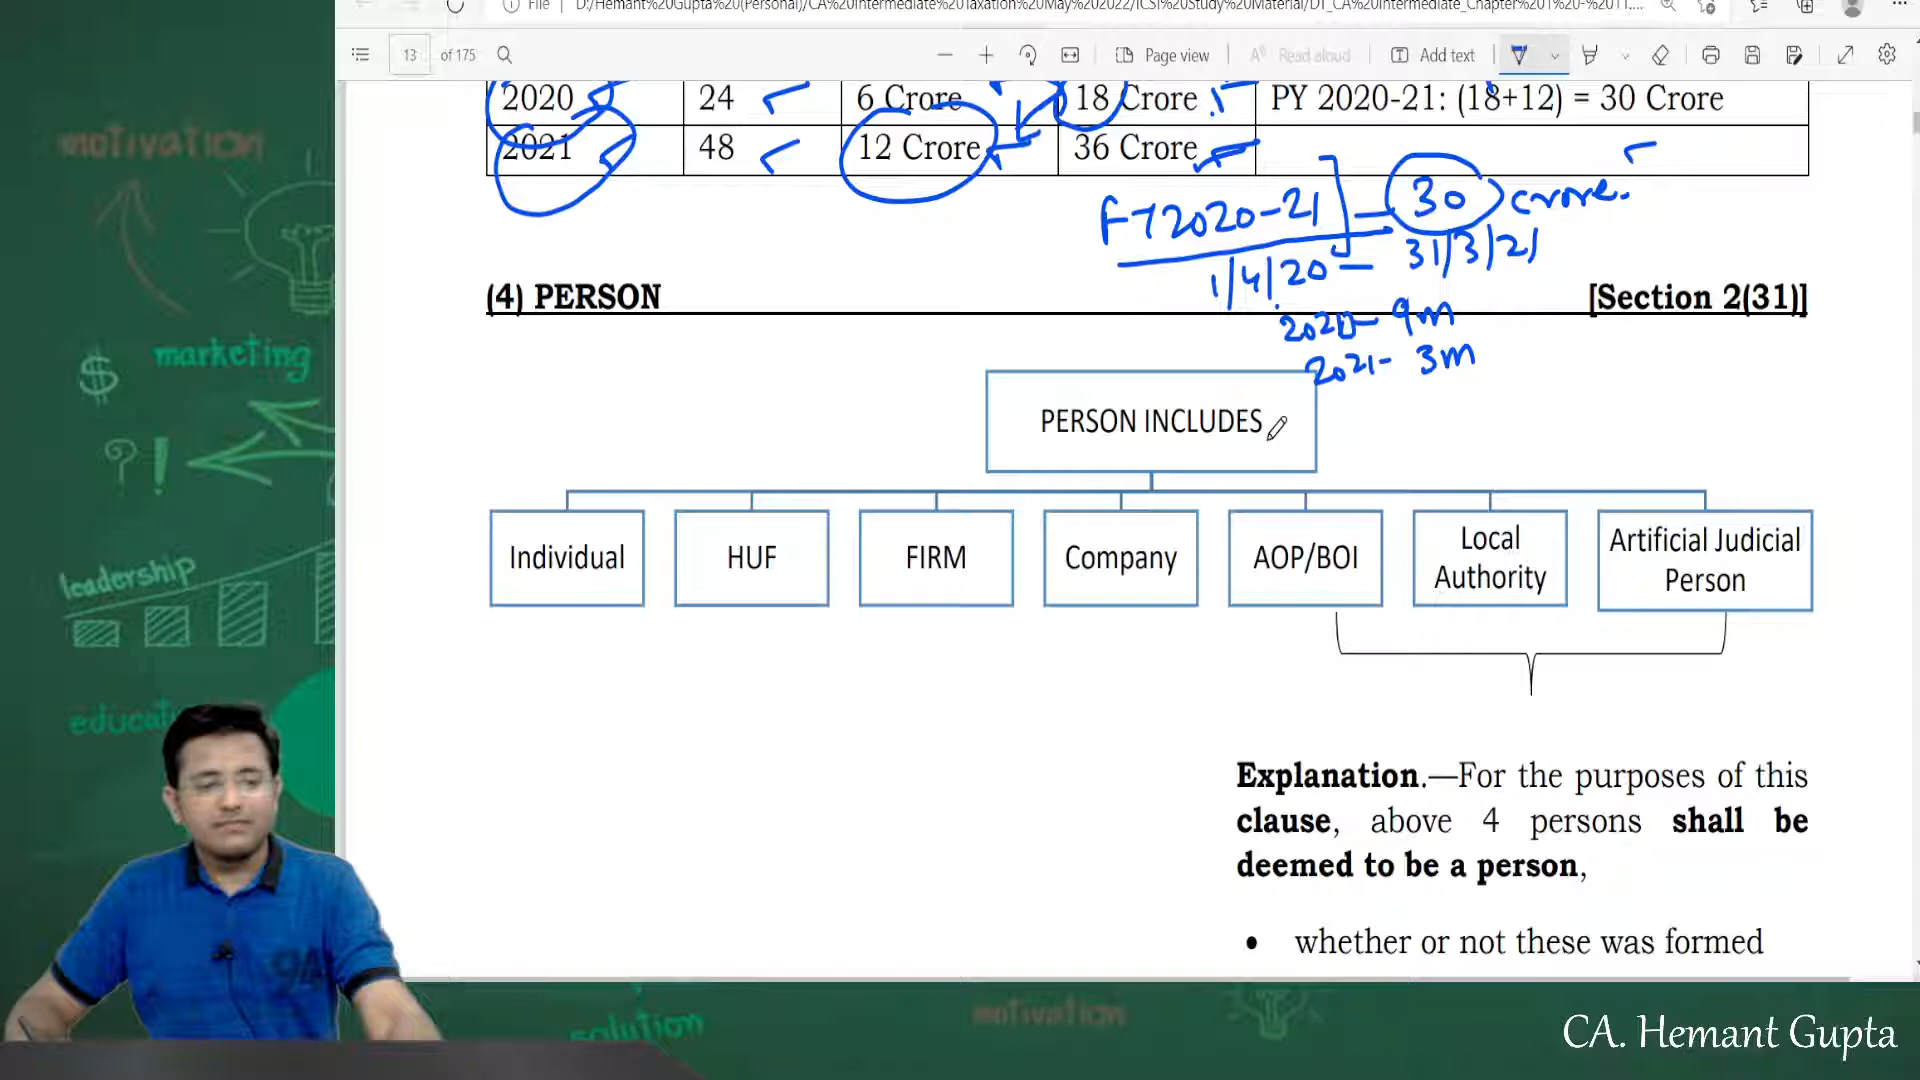 File | D:/Hemant%20Gupta%20(Personal)/CA%20Intermediate%20Taxation%20May%202022/ICSI%20Study%20Material/DT_CA%20Intermediate_Chapter%201%20-%2011....
13 of 175 Page view Read aloud Add text
2020 24 6 Crore 18 Crore PY 2020-21: (18+12) = 30 Crore
2021 48 12 Crore 36 Crore
FY 2020-21 — 30 crore.
1/4/20 — 31/3/21
(4) PERSON [Section 2(31)]
2020 - 9m
2021 - 3m
PERSON INCLUDES
Individual
HUF
FIRM
Company
AOP/BOI
Local
Authority
Artificial Judicial
Person
Explanation.—For the purposes of this
clause, above 4 persons shall be
deemed to be a person,
• whether or not these was formed
motivation
marketing
$
? !
leadership
solution
motivation
CA. Hemant Gupta